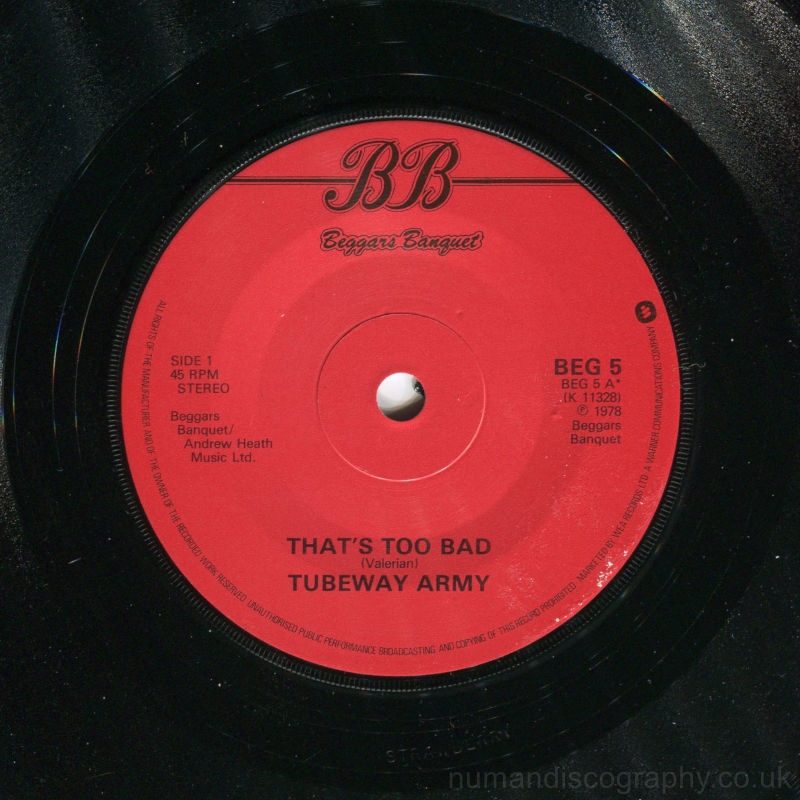 BB
Beggars Banquet
SIDE 1
45 RPM
STEREO
Beggars
Banquet/
Andrew Heath
Music Ltd.
BEG 5
BEG 5 A*
(K 11328)
℗ 1978
Beggars
Banquet
THAT'S TOO BAD
(Valerian)
TUBEWAY ARMY
ALL RIGHTS OF THE MANUFACTURER AND OF THE OWNER OF THE RECORDED WORK RESERVED. UNAUTHORISED PUBLIC PERFORMANCE BROADCASTING AND COPYING OF THIS RECORD PROHIBITED. MARKETED BY WEA RECORDS LTD. A WARNER COMMUNICATIONS COMPANY
STRAWBERRY
numandiscography.co.uk